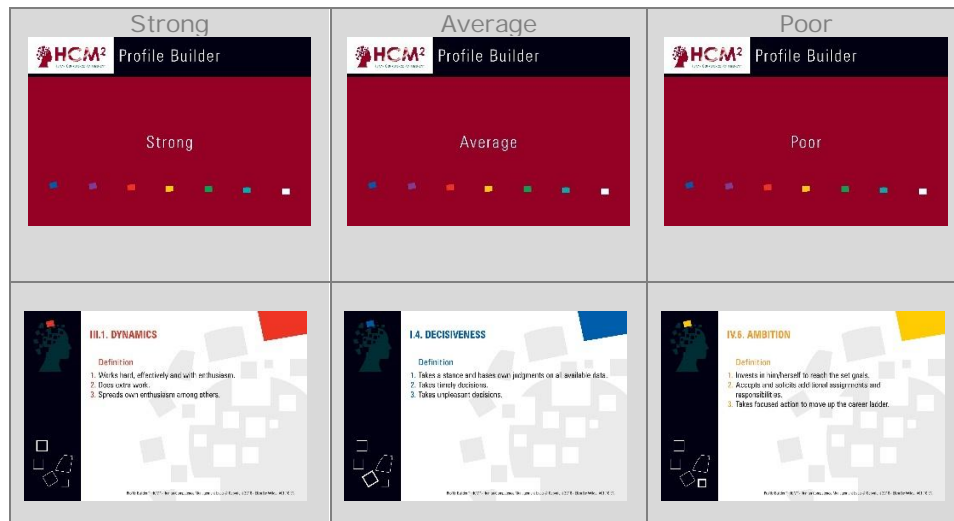 Strong
Average
Poor
HCM² Profile Builder
HCM² Profile Builder
HCM² Profile Builder
Strong
Average
Poor
III.1. DYNAMICS
Definition
1. Works hard, effectively and with enthusiasm.
2. Does extra work.
3. Spreads own enthusiasm among others.
I.4. DECISIVENESS
Definition
1. Takes a stance and bases own judgments on all available data.
2. Takes timely decisions.
3. Takes unpleasant decisions.
IV.6. AMBITION
Definition
1. Invests in him/herself to reach the set goals.
2. Accepts and solicits additional assignments and
responsibilities.
3. Takes focused action to move up the career ladder.